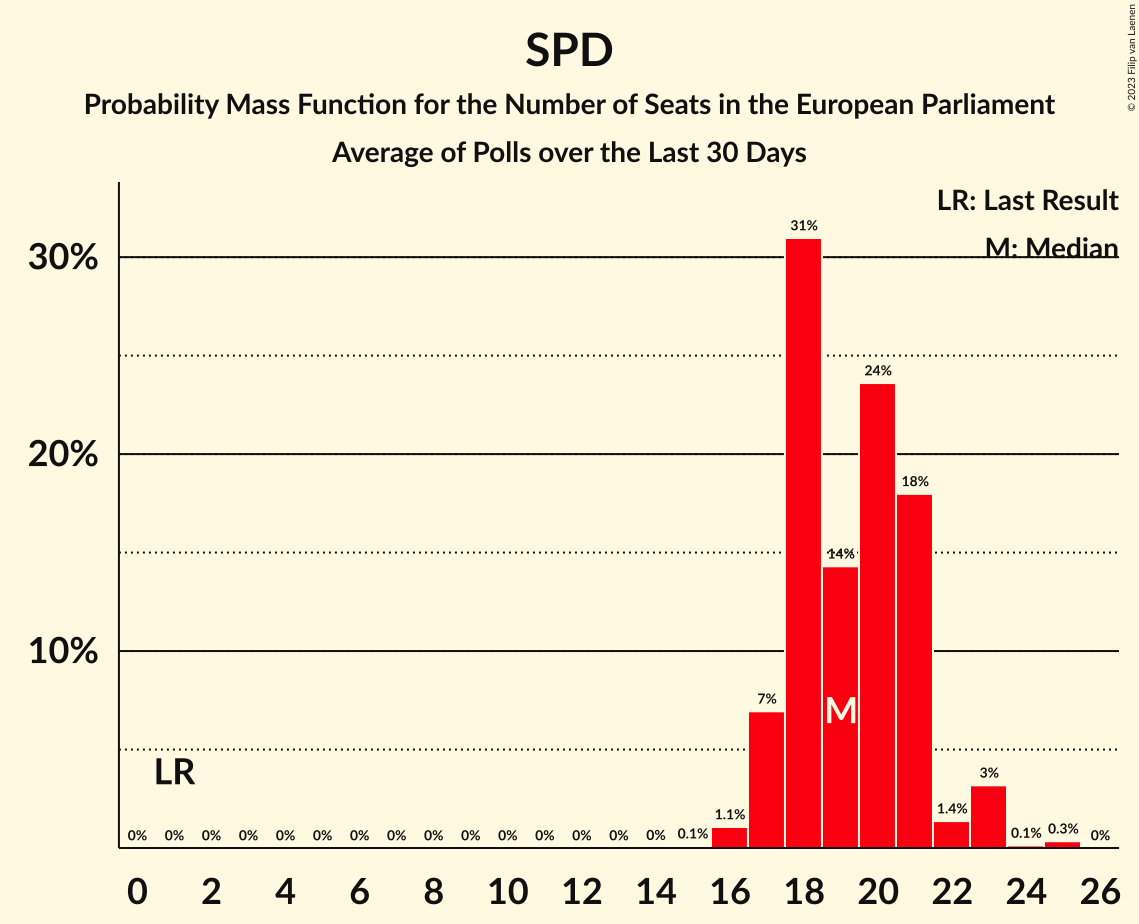 SPD
Probability Mass Function for the Number of Seats in the European Parliament
Average of Polls over the Last 30 Days
© 2023 Filip van Laenen
LR: Last Result
M: Median
30%
20%
10%
31%
24%
18%
14%
7%
M
LR
3%
0% 0% 0% 0% 0% 0% 0% 0% 0% 0% 0% 0% 0% 0% 0% 0.1% 1.1% 1.4% 0.1% 0.3% 0%
0 2 4 6 8 10 12 14 16 18 20 22 24 26